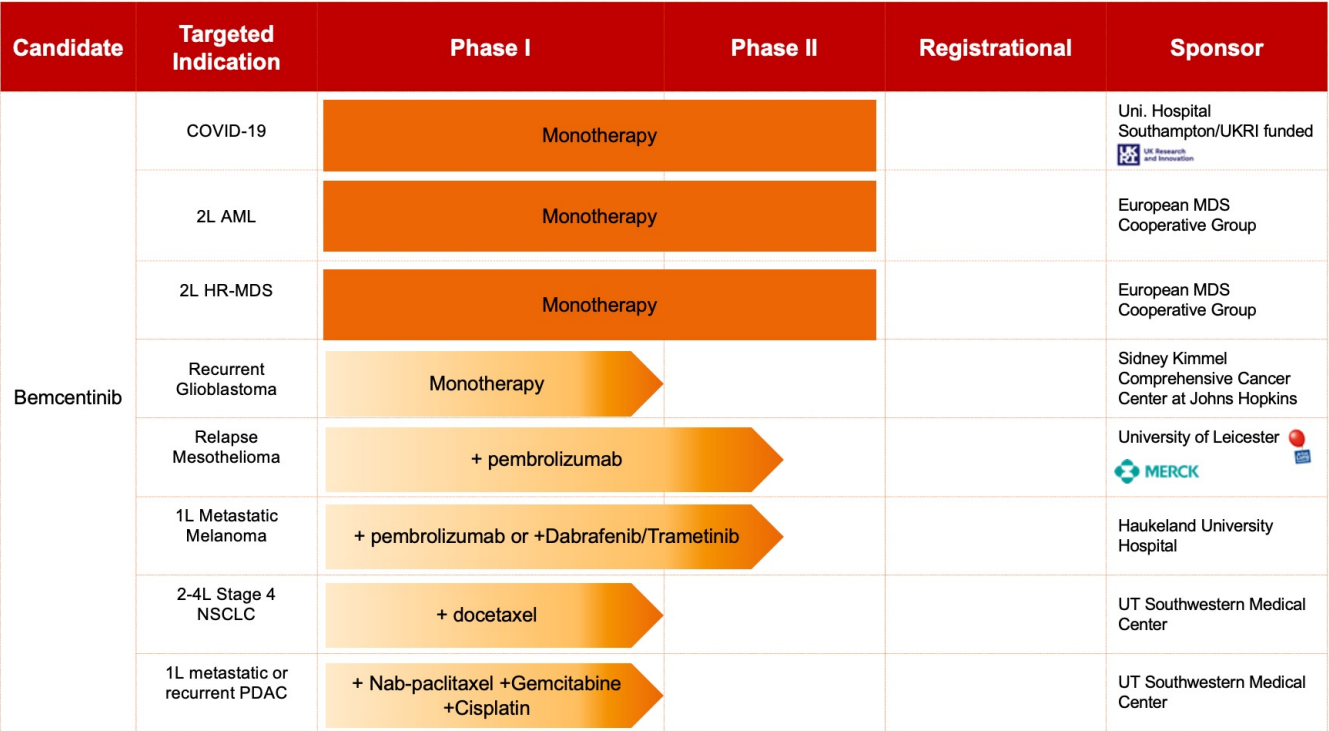 Candidate
Targeted
Indication
Phase I
Phase II
Registrational
Sponsor
Bemcentinib
COVID-19
Monotherapy
Uni. Hospital
Southampton/UKRI funded
UK
RI
UK Research
and Innovation
2L AML
Monotherapy
European MDS
Cooperative Group
2L HR-MDS
Monotherapy
European MDS
Cooperative Group
Recurrent
Glioblastoma
Monotherapy
Sidney Kimmel
Comprehensive Cancer
Center at Johns Hopkins
Relapse
Mesothelioma
+ pembrolizumab
University of Leicester
MERCK
1L Metastatic
Melanoma
+ pembrolizumab or +Dabrafenib/Trametinib
Haukeland University
Hospital
2-4L Stage 4
NSCLC
+ docetaxel
UT Southwestern Medical
Center
1L metastatic or
recurrent PDAC
+ Nab-paclitaxel +Gemcitabine
+Cisplatin
UT Southwestern Medical
Center